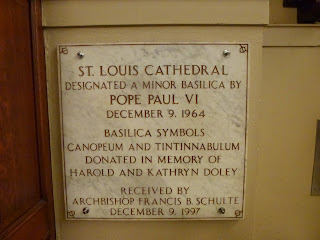 ST. LOUIS CATHEDRAL
DESIGNATED A MINOR BASILICA BY
POPE PAUL VI
DECEMBER 9, 1964
BASILICA SYMBOLS
CANOPEUM AND TINTINNABULUM
DONATED IN MEMORY OF
HAROLD AND KATHRYN DOLEY
RECEIVED BY
ARCHBISHOP FRANCIS B. SCHULTE
DECEMBER 9, 1997